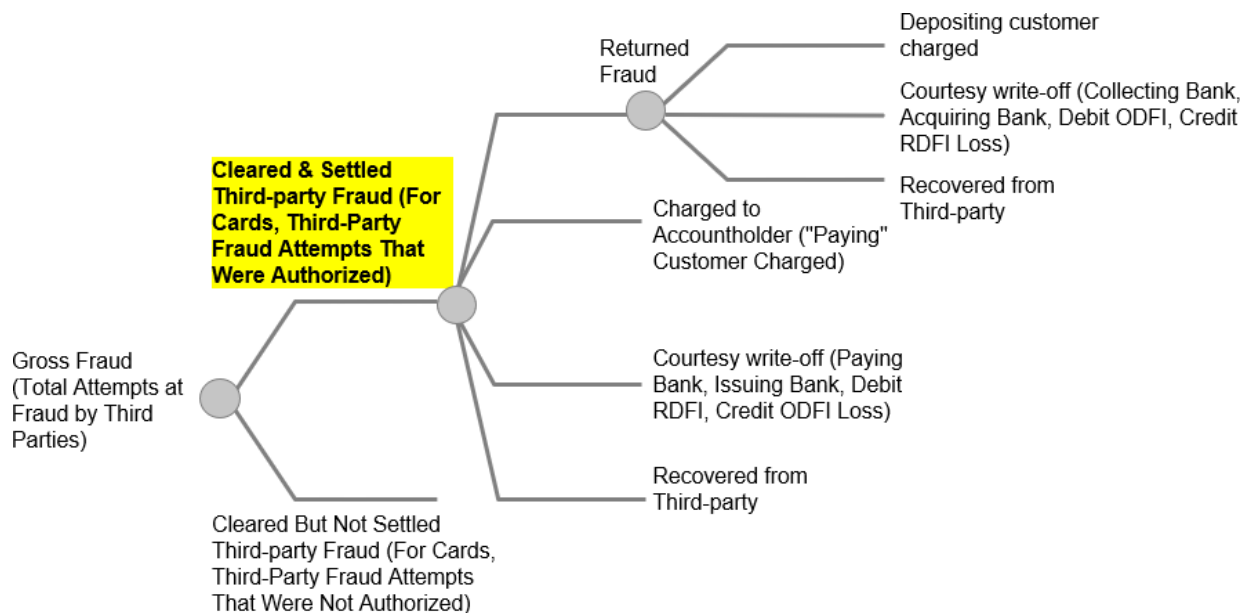 Depositing customer
charged
Returned
Fraud
Courtesy write-off (Collecting Bank,
Acquiring Bank, Debit ODFI, Credit
RDFI Loss)
Recovered from
Third-party
Cleared & Settled
Third-party Fraud (For
Cards, Third-Party
Fraud Attempts That
Were Authorized)
Charged to
Accountholder ("Paying"
Customer Charged)
Gross Fraud
(Total Attempts at
Fraud by Third
Parties)
Courtesy write-off (Paying
Bank, Issuing Bank, Debit
RDFI, Credit ODFI Loss)
Recovered from
Third-party
Cleared But Not Settled
Third-party Fraud (For Cards,
Third-Party Fraud Attempts
That Were Not Authorized)